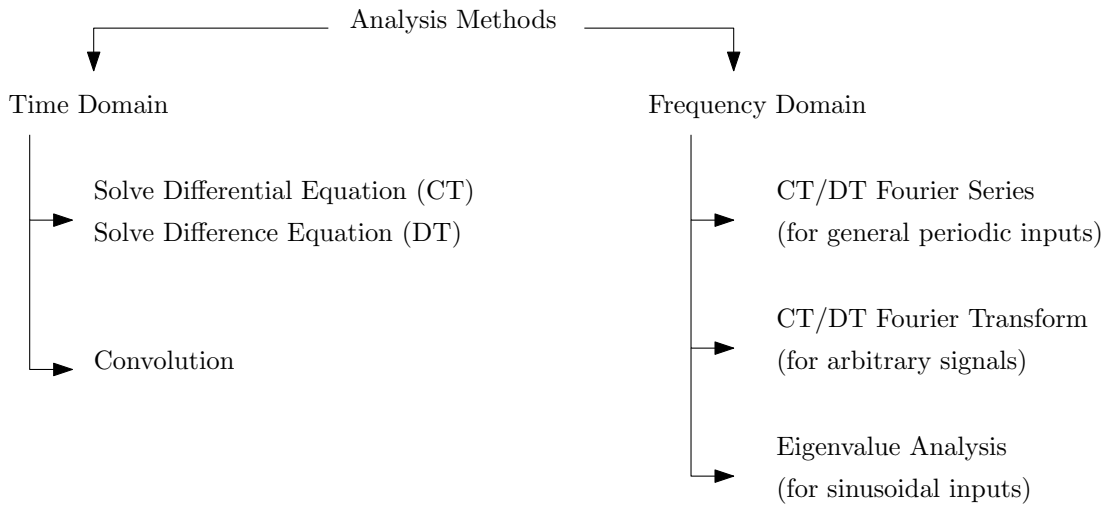 Analysis Methods
Time Domain
Solve Differential Equation (CT)
Solve Difference Equation (DT)
Convolution
Frequency Domain
CT/DT Fourier Series
(for general periodic inputs)
CT/DT Fourier Transform
(for arbitrary signals)
Eigenvalue Analysis
(for sinusoidal inputs)